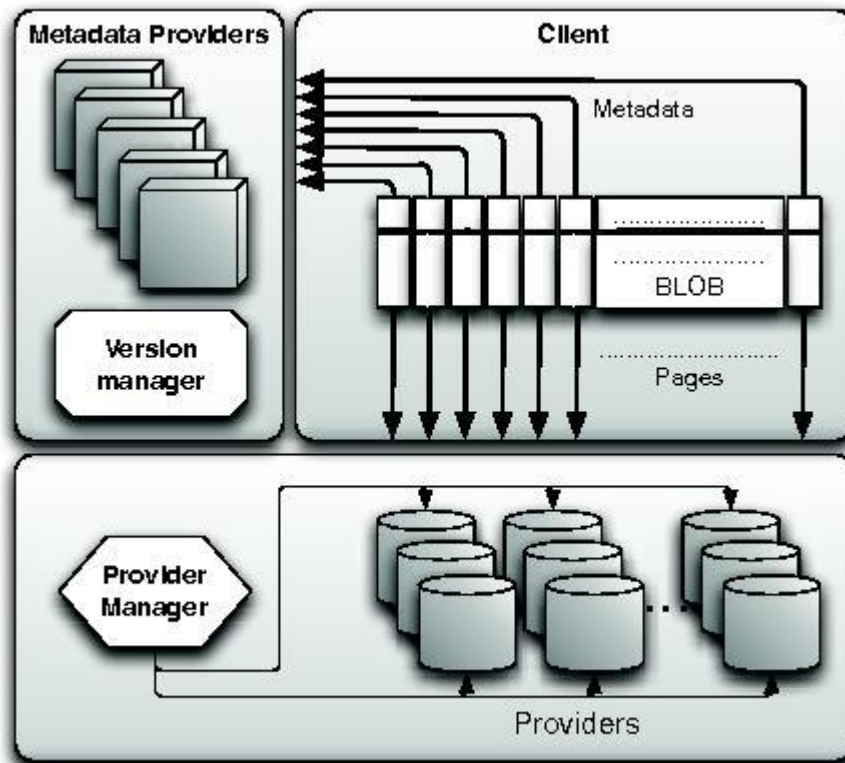 Metadata Providers
Client
Metadata
BLOB
Version
manager
Pages
Provider
Manager
Providers